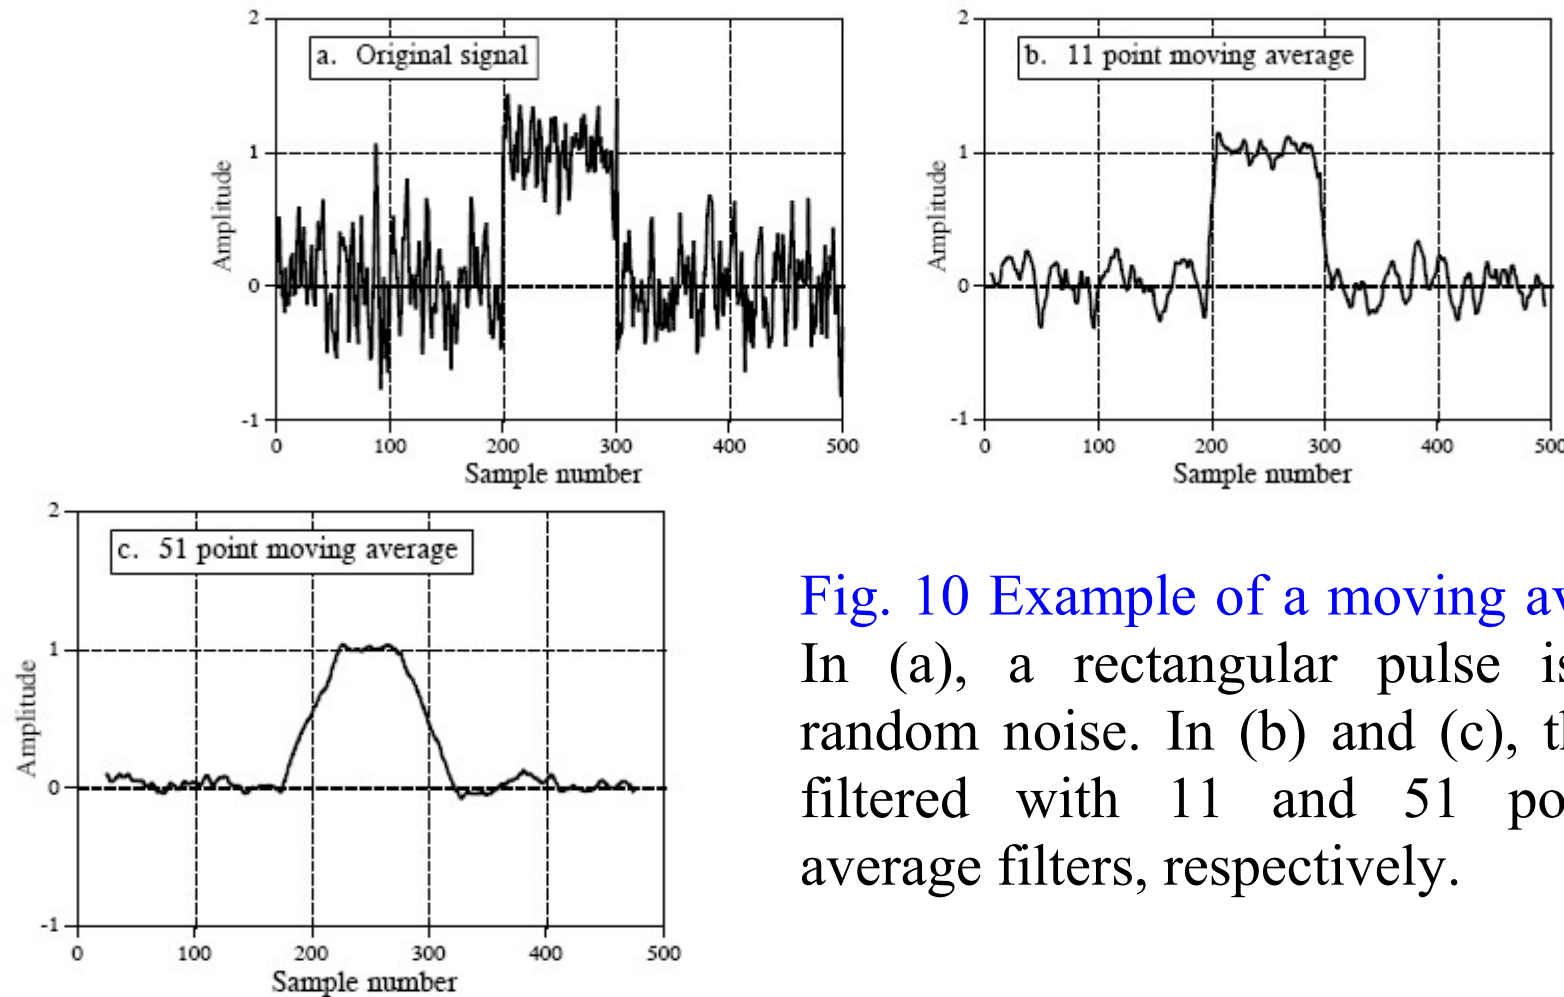 a. Original signal
2
1
0
-1
Amplitude
0 100 200 300 400 500
Sample number
b. 11 point moving average
2
1
0
-1
Amplitude
0 100 200 300 400 500
Sample number
c. 51 point moving average
2
1
0
-1
Amplitude
0 100 200 300 400 500
Sample number
Fig. 10 Example of a moving av
In (a), a rectangular pulse is
random noise. In (b) and (c), th
filtered with 11 and 51 po
average filters, respectively.